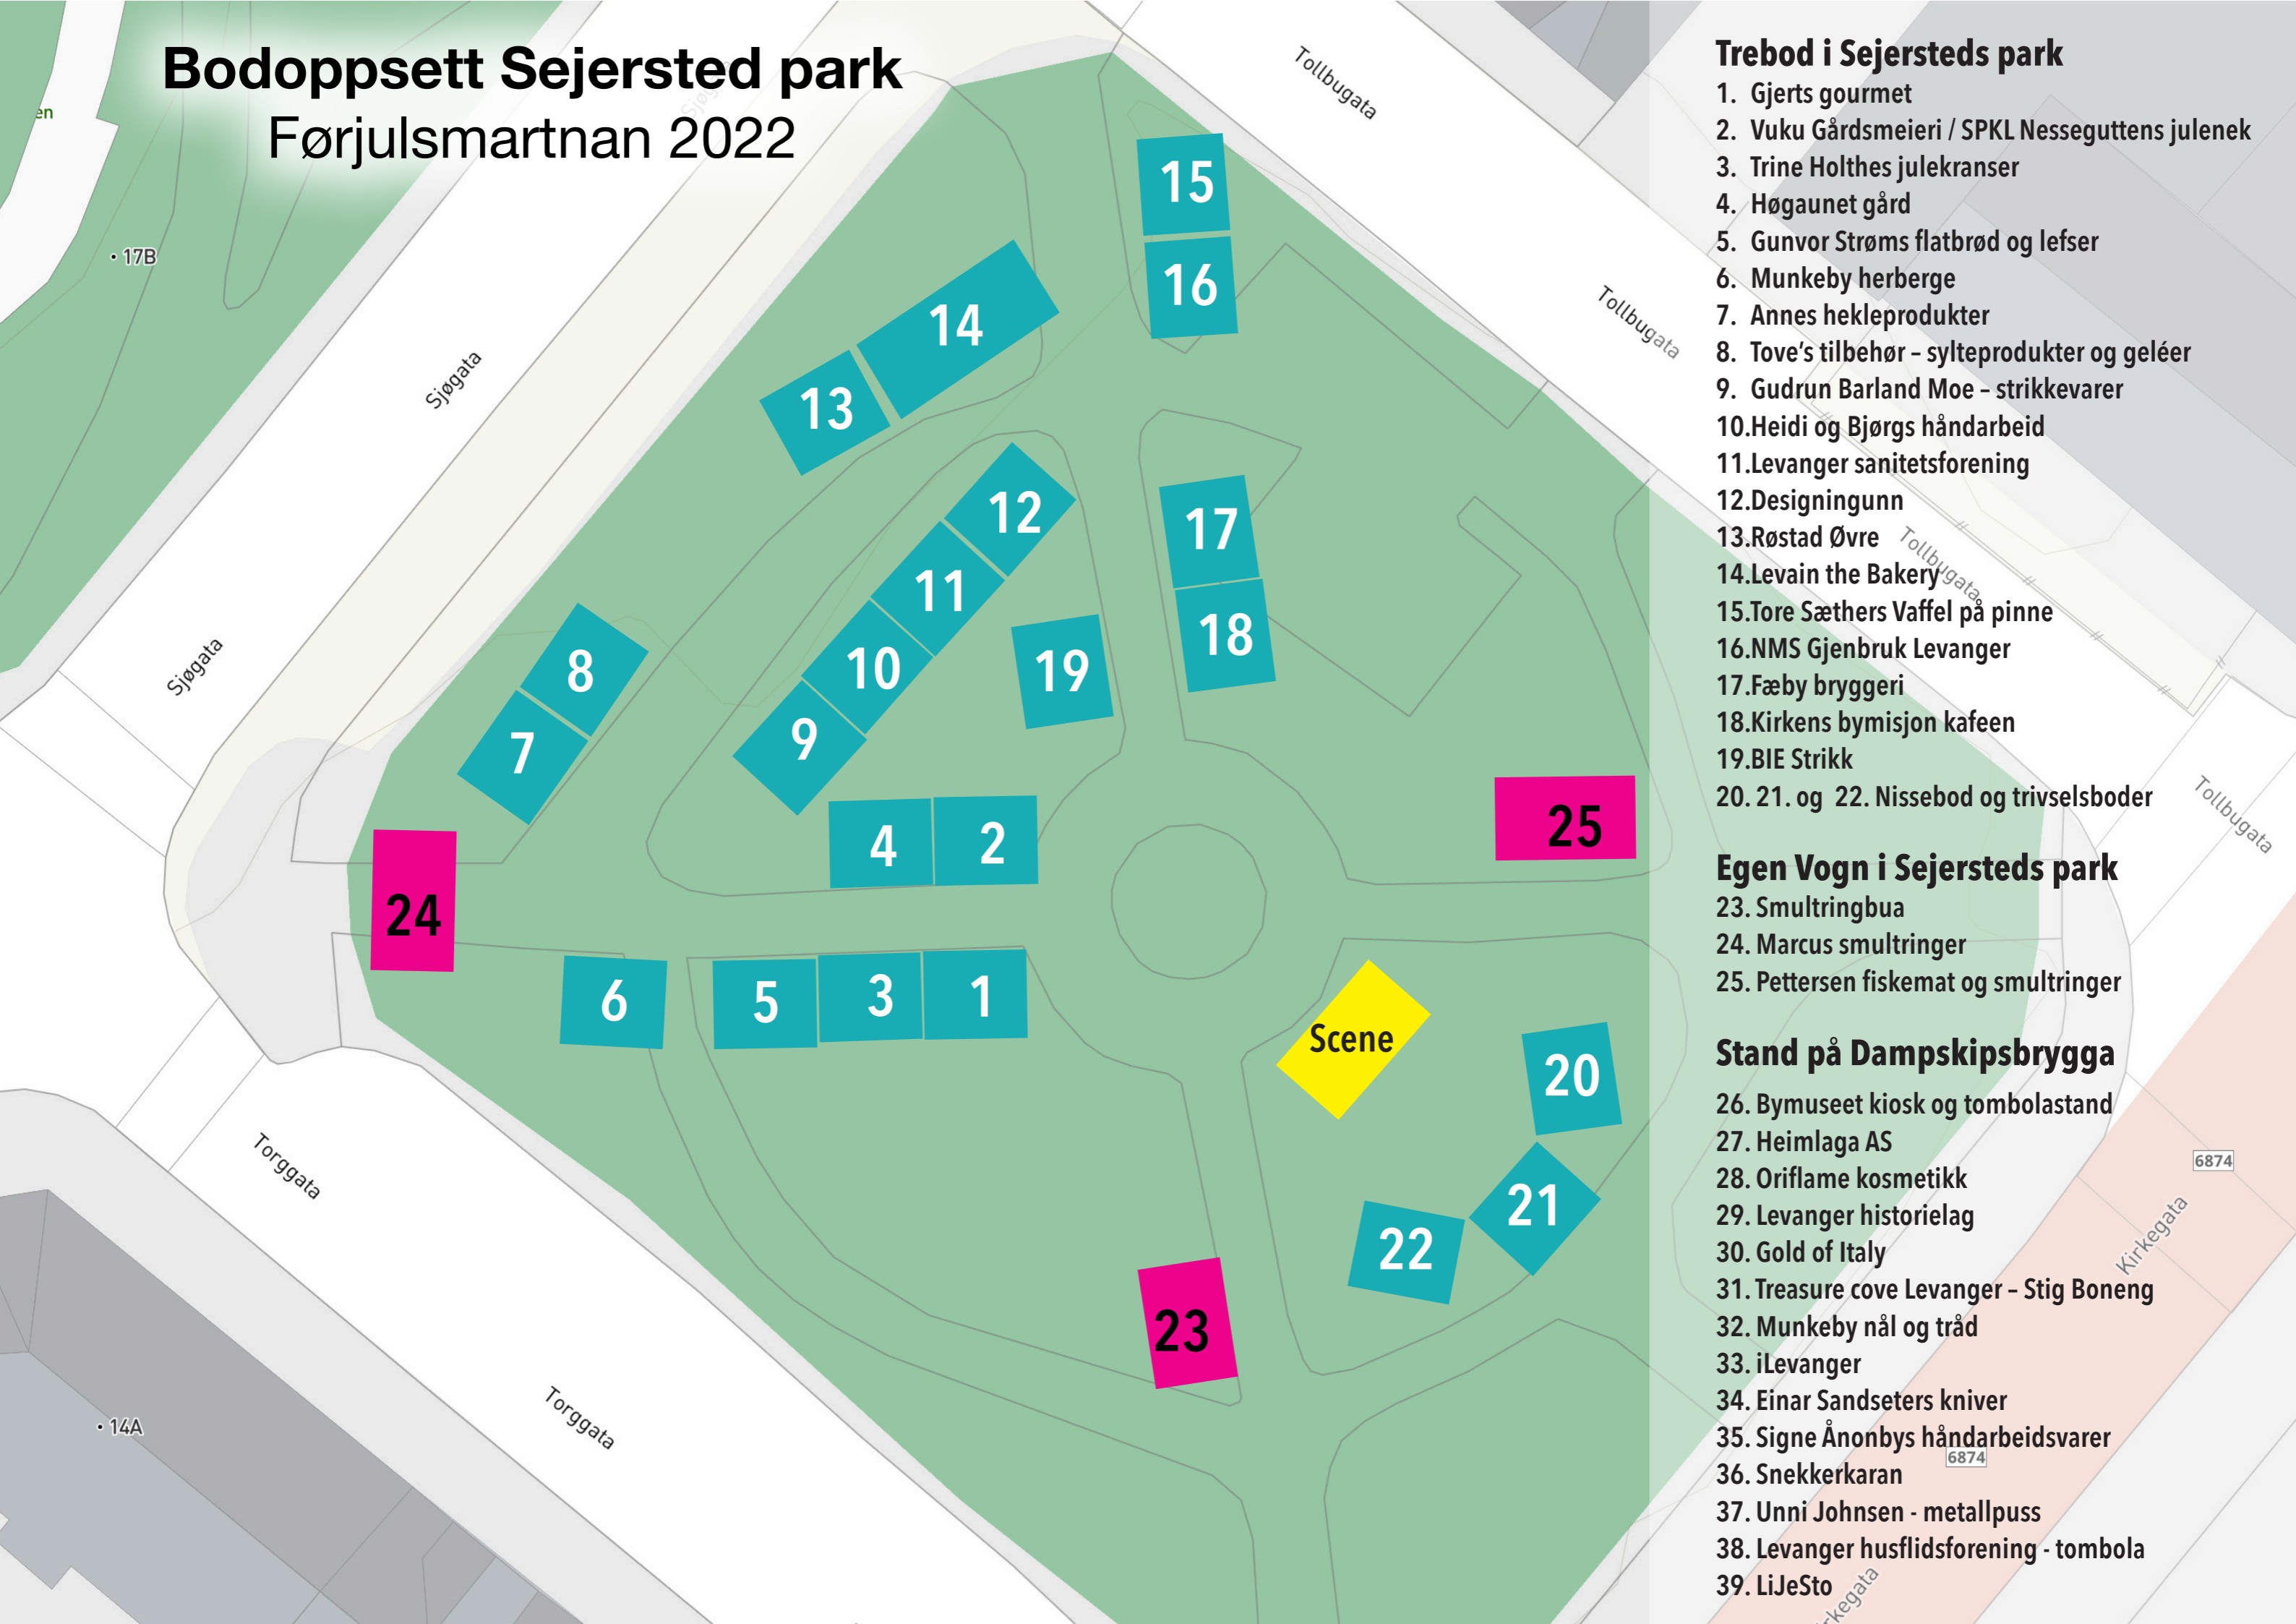 Bodoppsett Sejersted park
Førjulsmartnan 2022
en
17B
Sjøgata
Sjøgata
Tollbugata
Tollbugata
Tollbugata
Tollbugata
Torggata
Torggata
14A
Kirkegata
6874
6874
15
16
14
13
12
11
10
9
17
18
19
8
7
4
2
25
24
6
5
3
1
Scene
20
21
22
23
Trebod i Sejersteds park
1. Gjerts gourmet
2. Vuku Gårdsmeieri / SPKL Nesseguttens julenek
3. Trine Holthes julekranser
4. Høgaunet gård
5. Gunvor Strøms flatbrød og lefser
6. Munkeby herberge
7. Annes hekleprodukter
8. Tove's tilbehør – sylteprodukter og geléer
9. Gudrun Barland Moe – strikkevarer
10.Heidi og Bjørgs håndarbeid
11.Levanger sanitetsforening
12.Designingunn
13.Røstad Øvre
14.Levain the Bakery
15.Tore Sæthers Vaffel på pinne
16.NMS Gjenbruk Levanger
17.Fæby bryggeri
18.Kirkens bymisjon kafeen
19.BIE Strikk
20. 21. og 22. Nissebod og trivselsboder
Egen Vogn i Sejersteds park
23. Smultringbua
24. Marcus smultringer
25. Pettersen fiskemat og smultringer
Stand på Dampskipsbrygga
26. Bymuseet kiosk og tombolastand
27. Heimlaga AS
28. Oriflame kosmetikk
29. Levanger historielag
30. Gold of Italy
31. Treasure cove Levanger – Stig Boneng
32. Munkeby nål og tråd
33. iLevanger
34. Einar Sandseters kniver
35. Signe Ånonbys håndarbeidsvarer
36. Snekkerkaran
37. Unni Johnsen - metallpuss
38. Levanger husflidsforening - tombola
39. LiJeSto